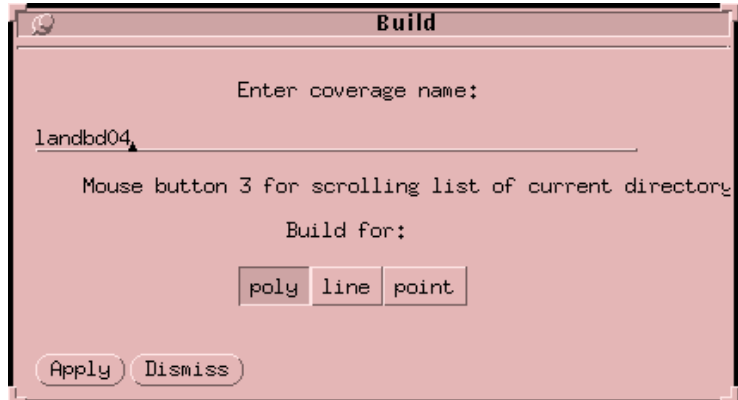 Build
Enter coverage name:
landbd04
Mouse button 3 for scrolling list of current directory
Build for:
poly line point
Apply Dismiss